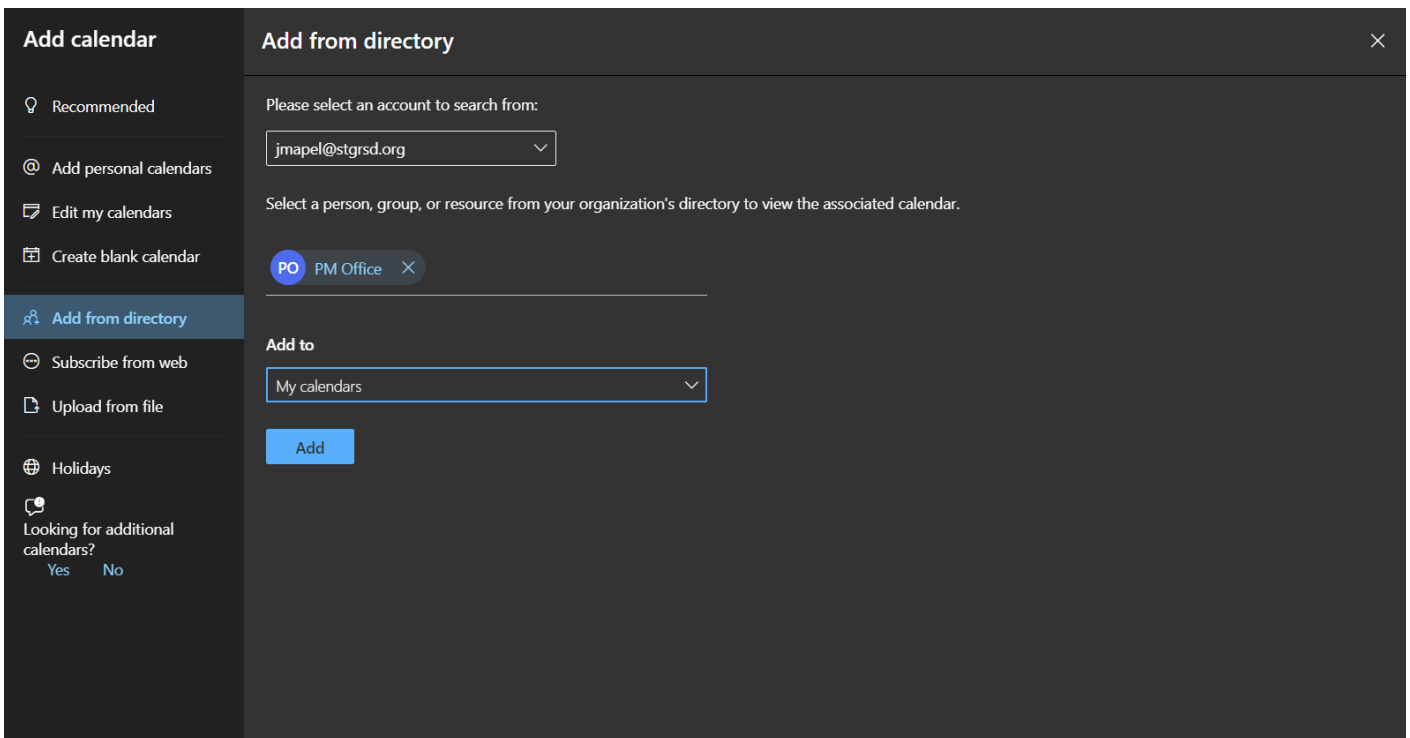 Add calendar
Recommended
Add personal calendars
Edit my calendars
Create blank calendar
Add from directory
Subscribe from web
Upload from file
Holidays
Looking for additional
calendars?
Yes No
Add from directory
Please select an account to search from:
jmapel@stgrsd.org
Select a person, group, or resource from your organization's directory to view the associated calendar.
PO PM Office
Add to
My calendars
Add